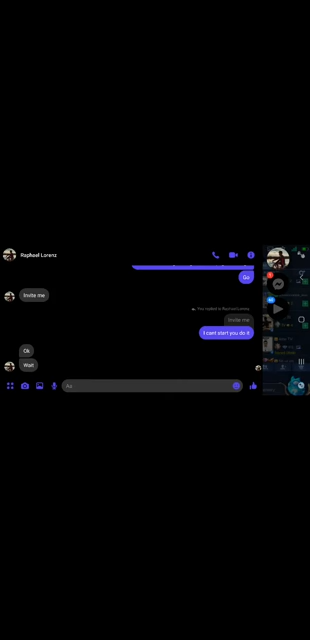 Raphael Lorenz
Go
Invite me
You replied to Raphael Lorenz
Invite me
I cant start you do it
Ok
Wait
Aa